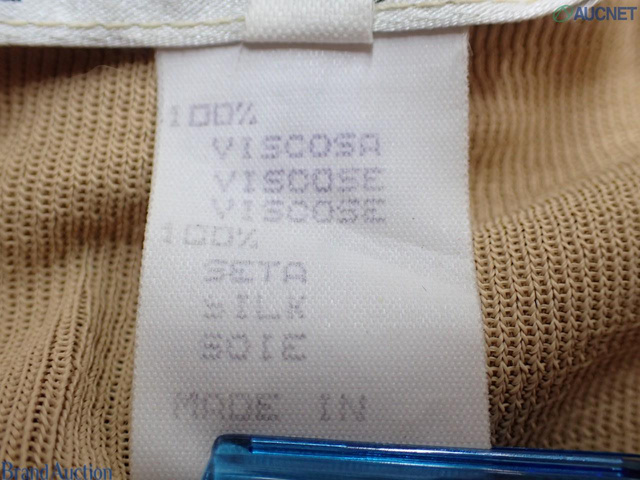 AUCNET
100%
VISCOSA
VISCOSE
VISCOSE
100%
SETA
SILK
SOIE
MADE IN
Brand Auction